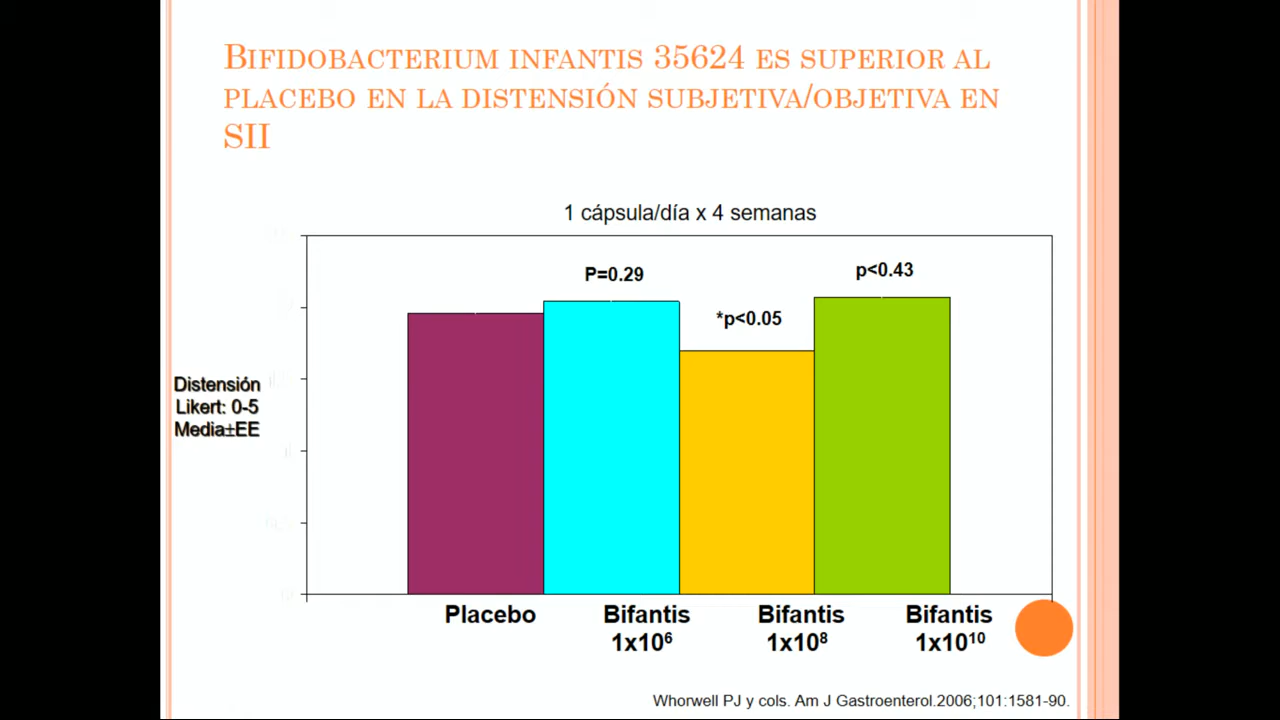 BIFIDOBACTERIUM INFANTIS 35624 ES SUPERIOR AL
PLACEBO EN LA DISTENSIÓN SUBJETIVA/OBJETIVA EN
SII
1 cápsula/día x 4 semanas
P=0.29
*p<0.05
p<0.43
Distensión
Likert: 0-5
Media±EE
Placebo
Bifantis
1x10⁶
Bifantis
1x10⁸
Bifantis
1x10¹⁰
Whorwell PJ y cols. Am J Gastroenterol.2006;101:1581-90.